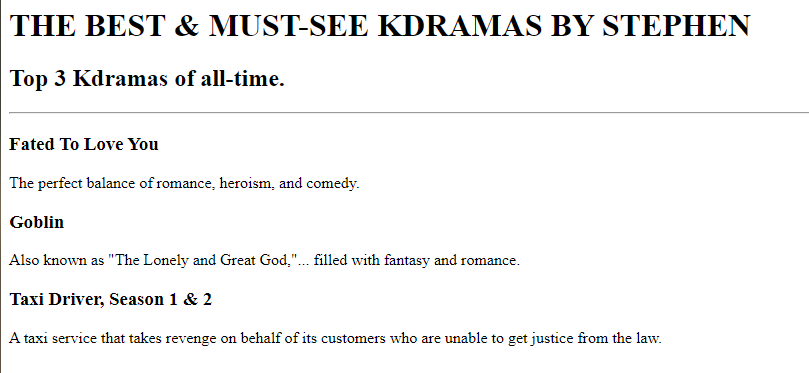 THE BEST & MUST-SEE KDRAMAS BY STEPHEN
Top 3 Kdramas of all-time.
Fated To Love You
The perfect balance of romance, heroism, and comedy.
Goblin
Also known as "The Lonely and Great God,"... filled with fantasy and romance.
Taxi Driver, Season 1 & 2
A taxi service that takes revenge on behalf of its customers who are unable to get justice from the law.